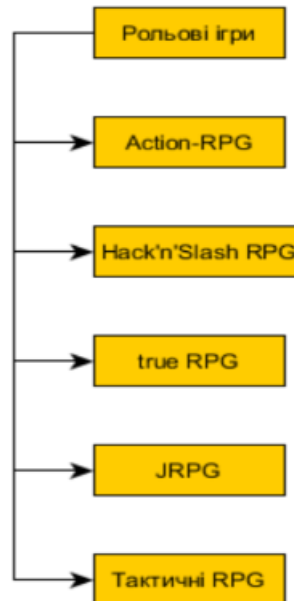 Рольові ігри
Action-RPG
Hack'n'Slash RPG
true RPG
JRPG
Тактичні RPG